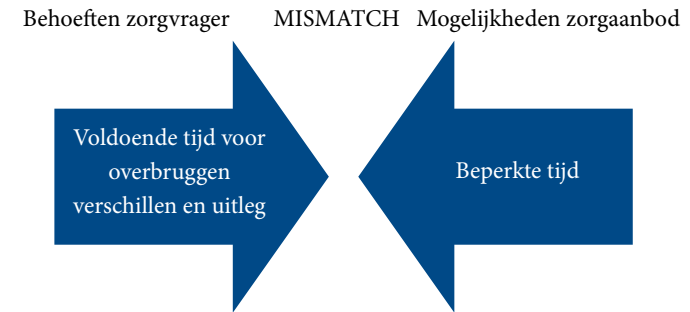 Behoeften zorgvrager MISMATCH Mogelijkheden zorgaanbod
Voldoende tijd voor
overbruggen
verschillen en uitleg
Beperkte tijd